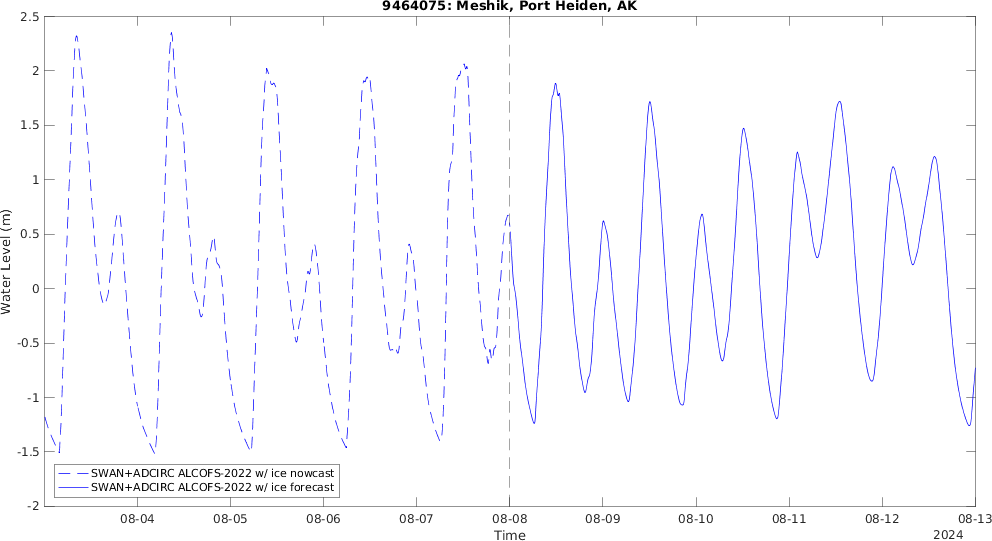 9464075: Meshik, Port Heiden, AK
2.5
2
1.5
1
0.5
0
-0.5
-1
-1.5
-2
Water Level (m)
SWAN+ADCIRC ALCOFS-2022 w/ ice nowcast
SWAN+ADCIRC ALCOFS-2022 w/ ice forecast
08-04 08-05 08-06 08-07 08-08 08-09 08-10 08-11 08-12 08-13
Time
2024